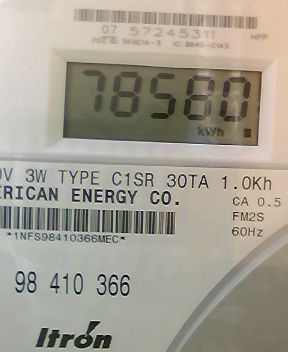 07 57245311
78580
kWh
0V 3W TYPE C1SR 30TA 1.0Kh
ERICAN ENERGY CO.
CA 0.5
FM2S
60Hz
*1NFS98410366MEC*
98 410 366
Itron